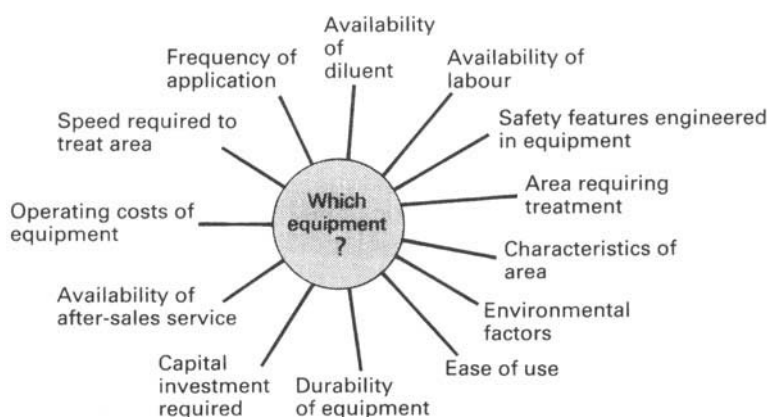 Availability
of
diluent
Availability of
labour
Safety features engineered
in equipment
Area requiring
treatment
Characteristics of
area
Environmental
factors
Ease of use
Durability
of equipment
Capital
investment
required
Availability of
after-sales service
Operating costs of
equipment
Speed required to
treat area
Frequency of
application
Which
equipment
?